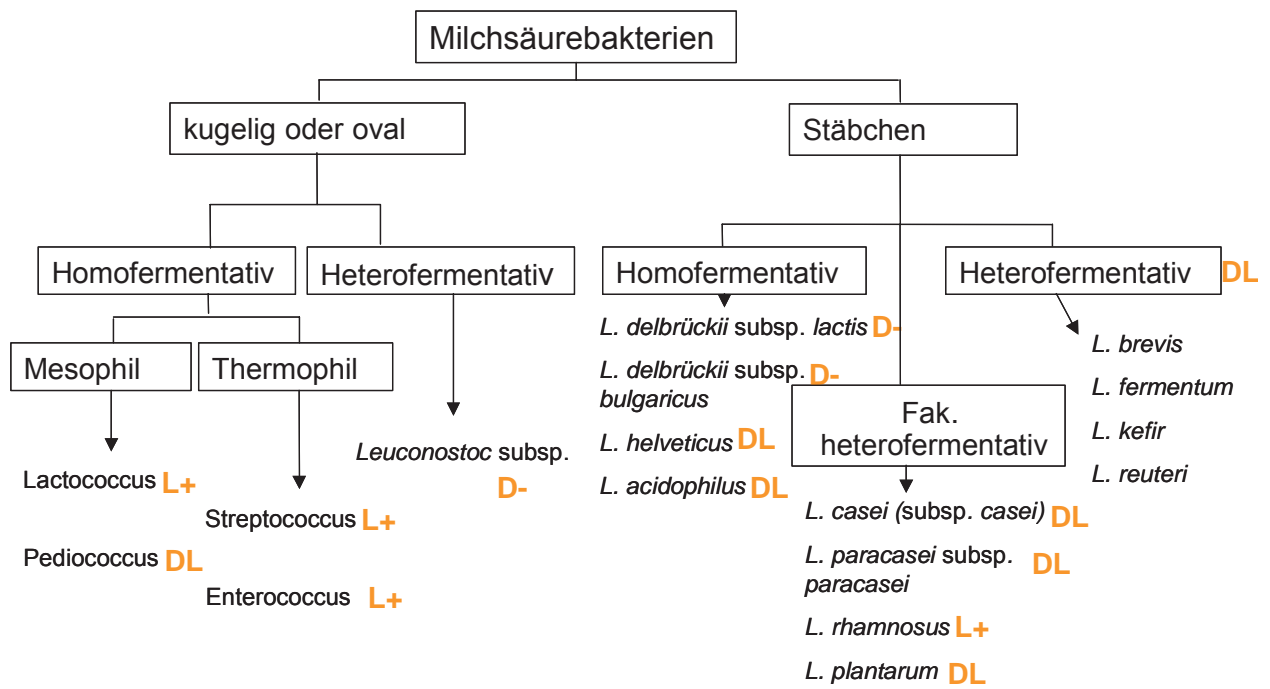 Milchsäurebakterien
kugelig oder oval
Stäbchen
Homofermentativ
Heterofermentativ
Mesophil
Thermophil
Lactococcus L+
Pediococcus DL
Streptococcus L+
Enterococcus L+
Leuconostoc subsp.
D-
Homofermentativ
L. delbrückii subsp. lactis D-
L. delbrückii subsp. D-
bulgaricus
L. helveticus DL
L. acidophilus DL
Fak.
heterofermentativ
L. casei (subsp. casei) DL
L. paracasei subsp. DL
paracasei
L. rhamnosus L+
L. plantarum DL
Heterofermentativ DL
L. brevis
L. fermentum
L. kefir
L. reuteri